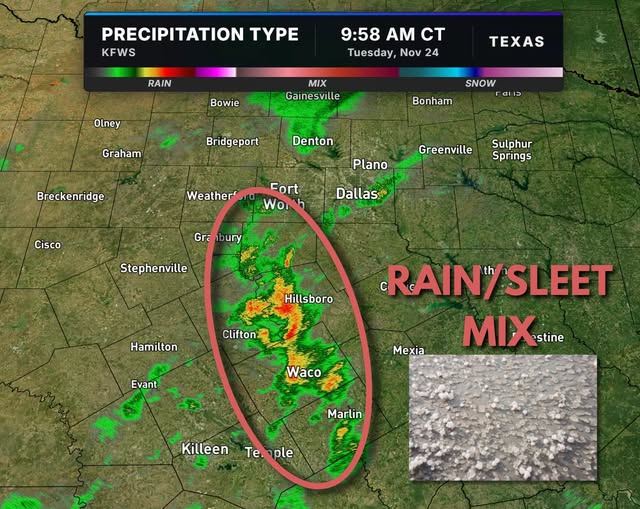 PRECIPITATION TYPE
KFWS
9:58 AM CT
Tuesday, Nov 24
TEXAS
RAIN
MIX
SNOW
Gainesville
Paris
Bowie
Bonham
Olney
Graham
Bridgeport
Denton
Greenville
Sulphur
Springs
Plano
Breckenridge
Weatherford
Fort
Worth
Dallas
Granbury
Cisco
Stephenville
RAIN/SLEET
MIX
Hillsboro
Clifton
Hamilton
Mexia
Evant
Waco
Marlin
Killeen
Temple